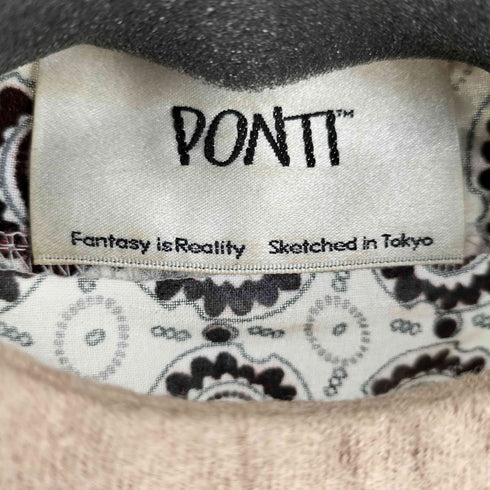 PONTI™
Fantasy is Reality Sketched in Tokyo